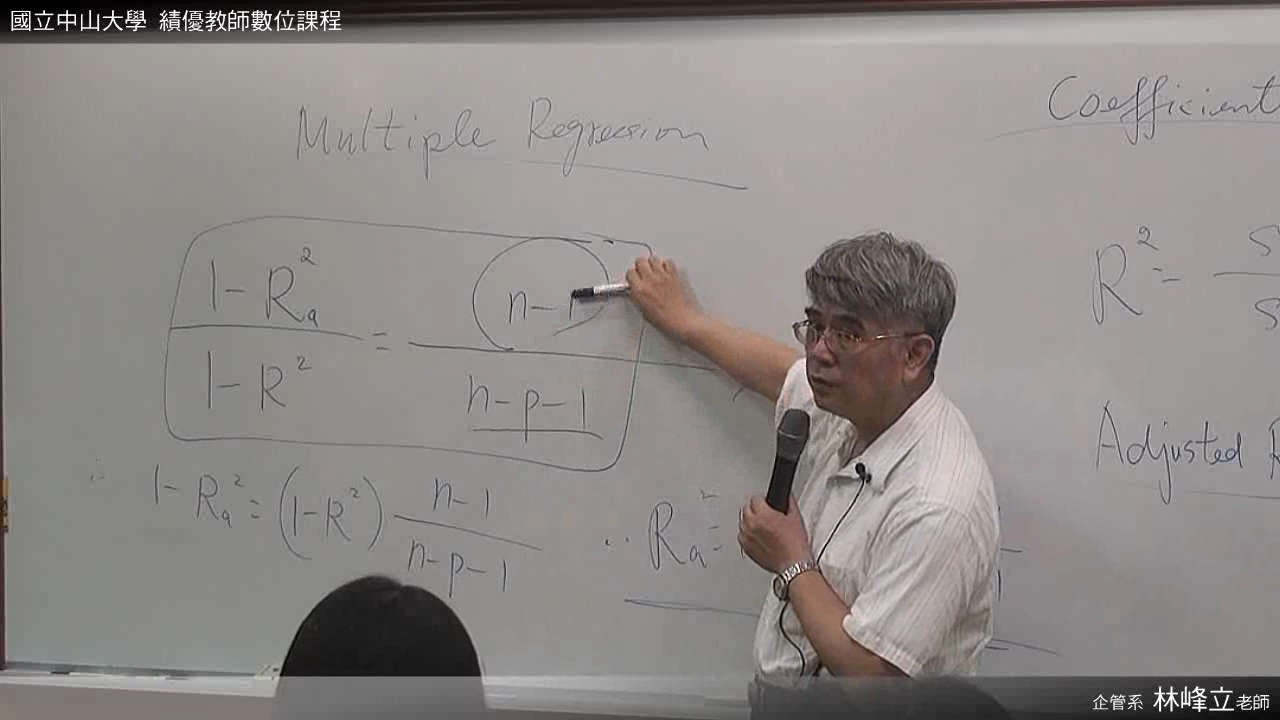 國立中山大學 績優教師數位課程
Multiple Regression
Coefficient
1-Ra² / 1-R² = n-1 / n-p-1
R² = S / S
Adjusted R
∴ 1-Ra² = (1-R²) n-1 / n-p-1
∴ Ra² =
企管系 林峰立老師